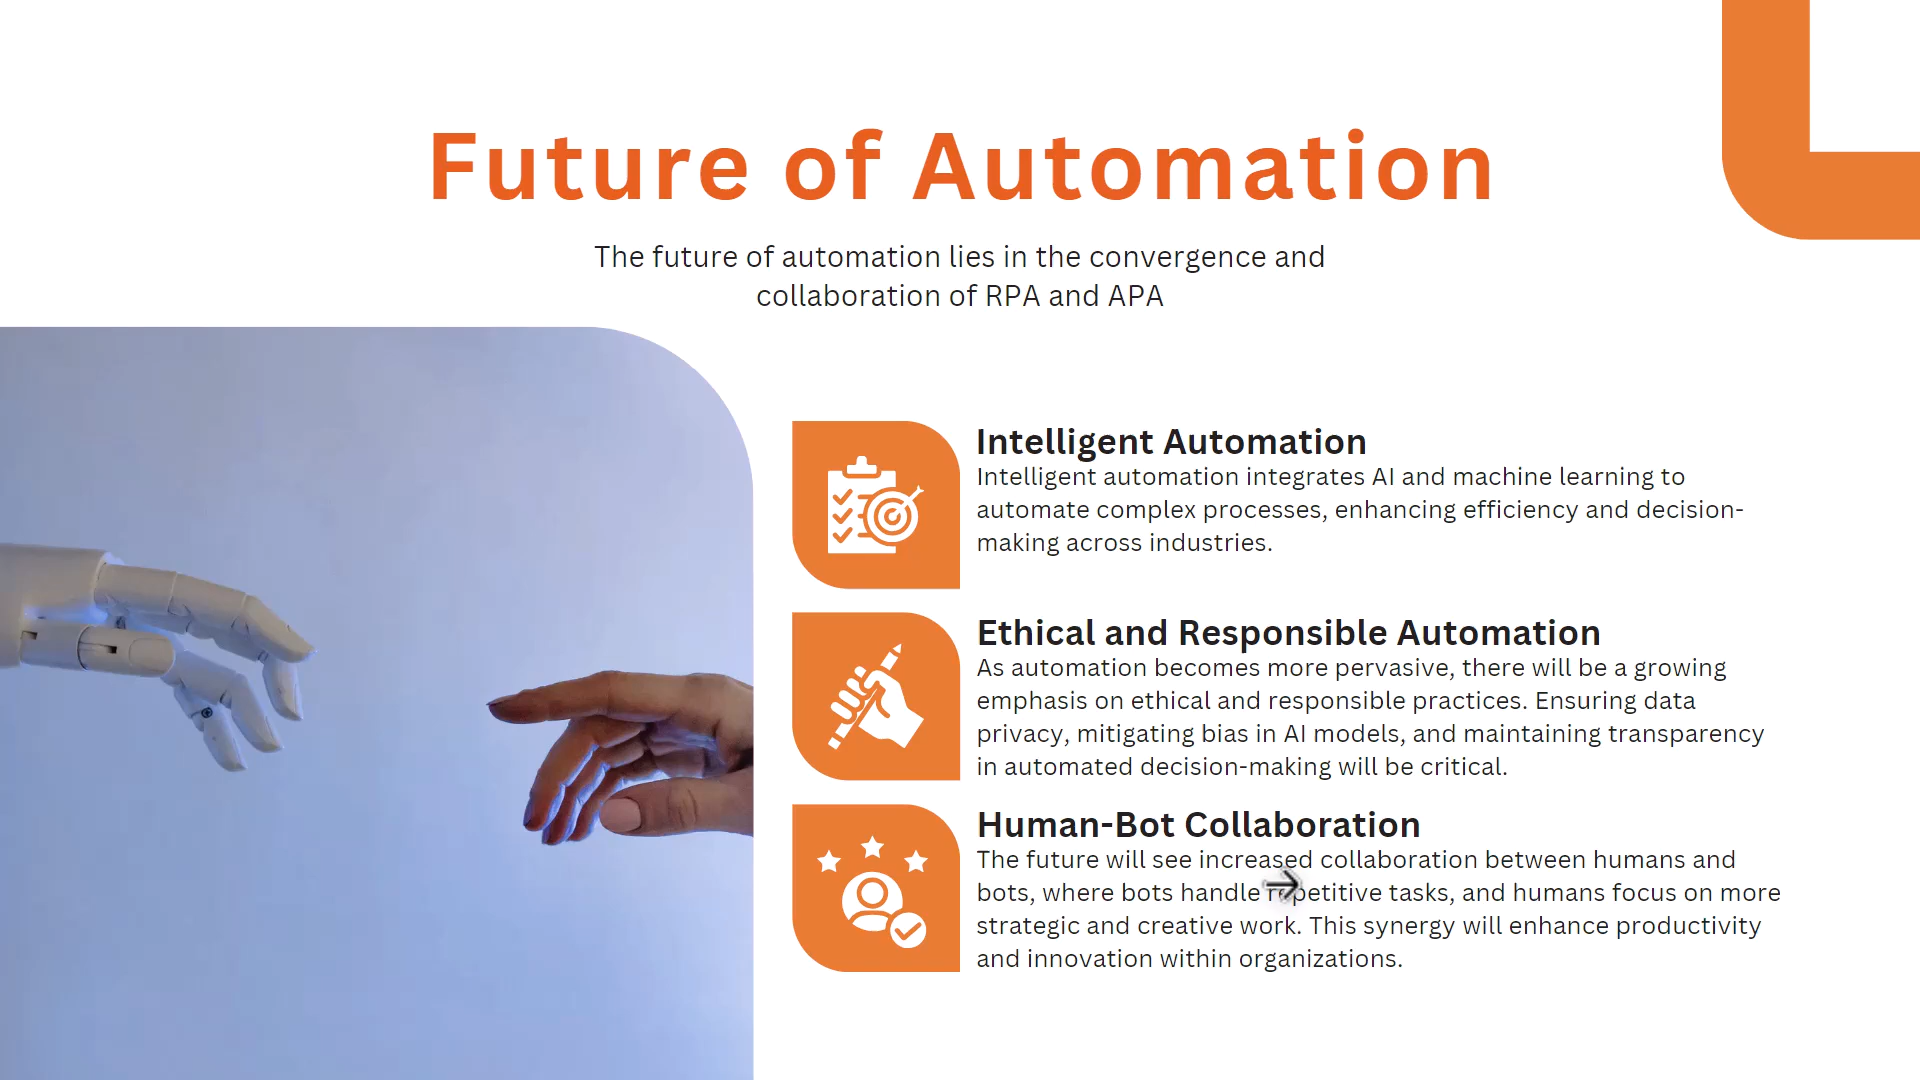 Future of Automation
The future of automation lies in the convergence and
collaboration of RPA and APA
Intelligent Automation
Intelligent automation integrates AI and machine learning to
automate complex processes, enhancing efficiency and decision-
making across industries.
Ethical and Responsible Automation
As automation becomes more pervasive, there will be a growing
emphasis on ethical and responsible practices. Ensuring data
privacy, mitigating bias in AI models, and maintaining transparency
in automated decision-making will be critical.
Human-Bot Collaboration
The future will see increased collaboration between humans and
bots, where bots handle repetitive tasks, and humans focus on more
strategic and creative work. This synergy will enhance productivity
and innovation within organizations.